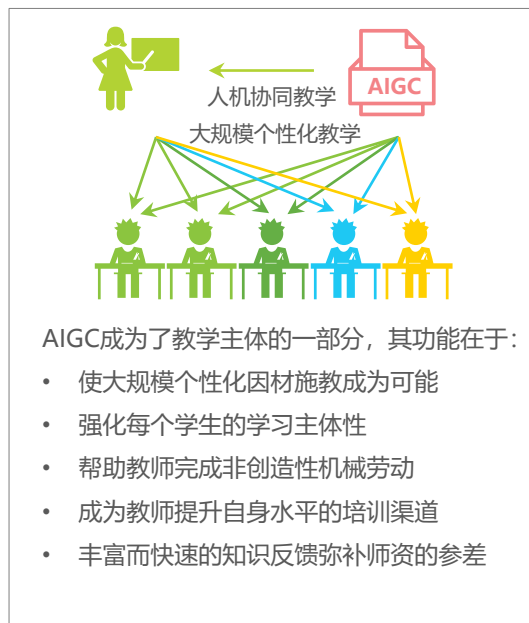 AIGC
人机协同教学
大规模个性化教学
AIGC成为了教学主体的一部分，其功能在于：
• 使大规模个性化因材施教成为可能
• 强化每个学生的学习主体性
• 帮助教师完成非创造性机械劳动
• 成为教师提升自身水平的培训渠道
• 丰富而快速的知识反馈弥补师资的参差